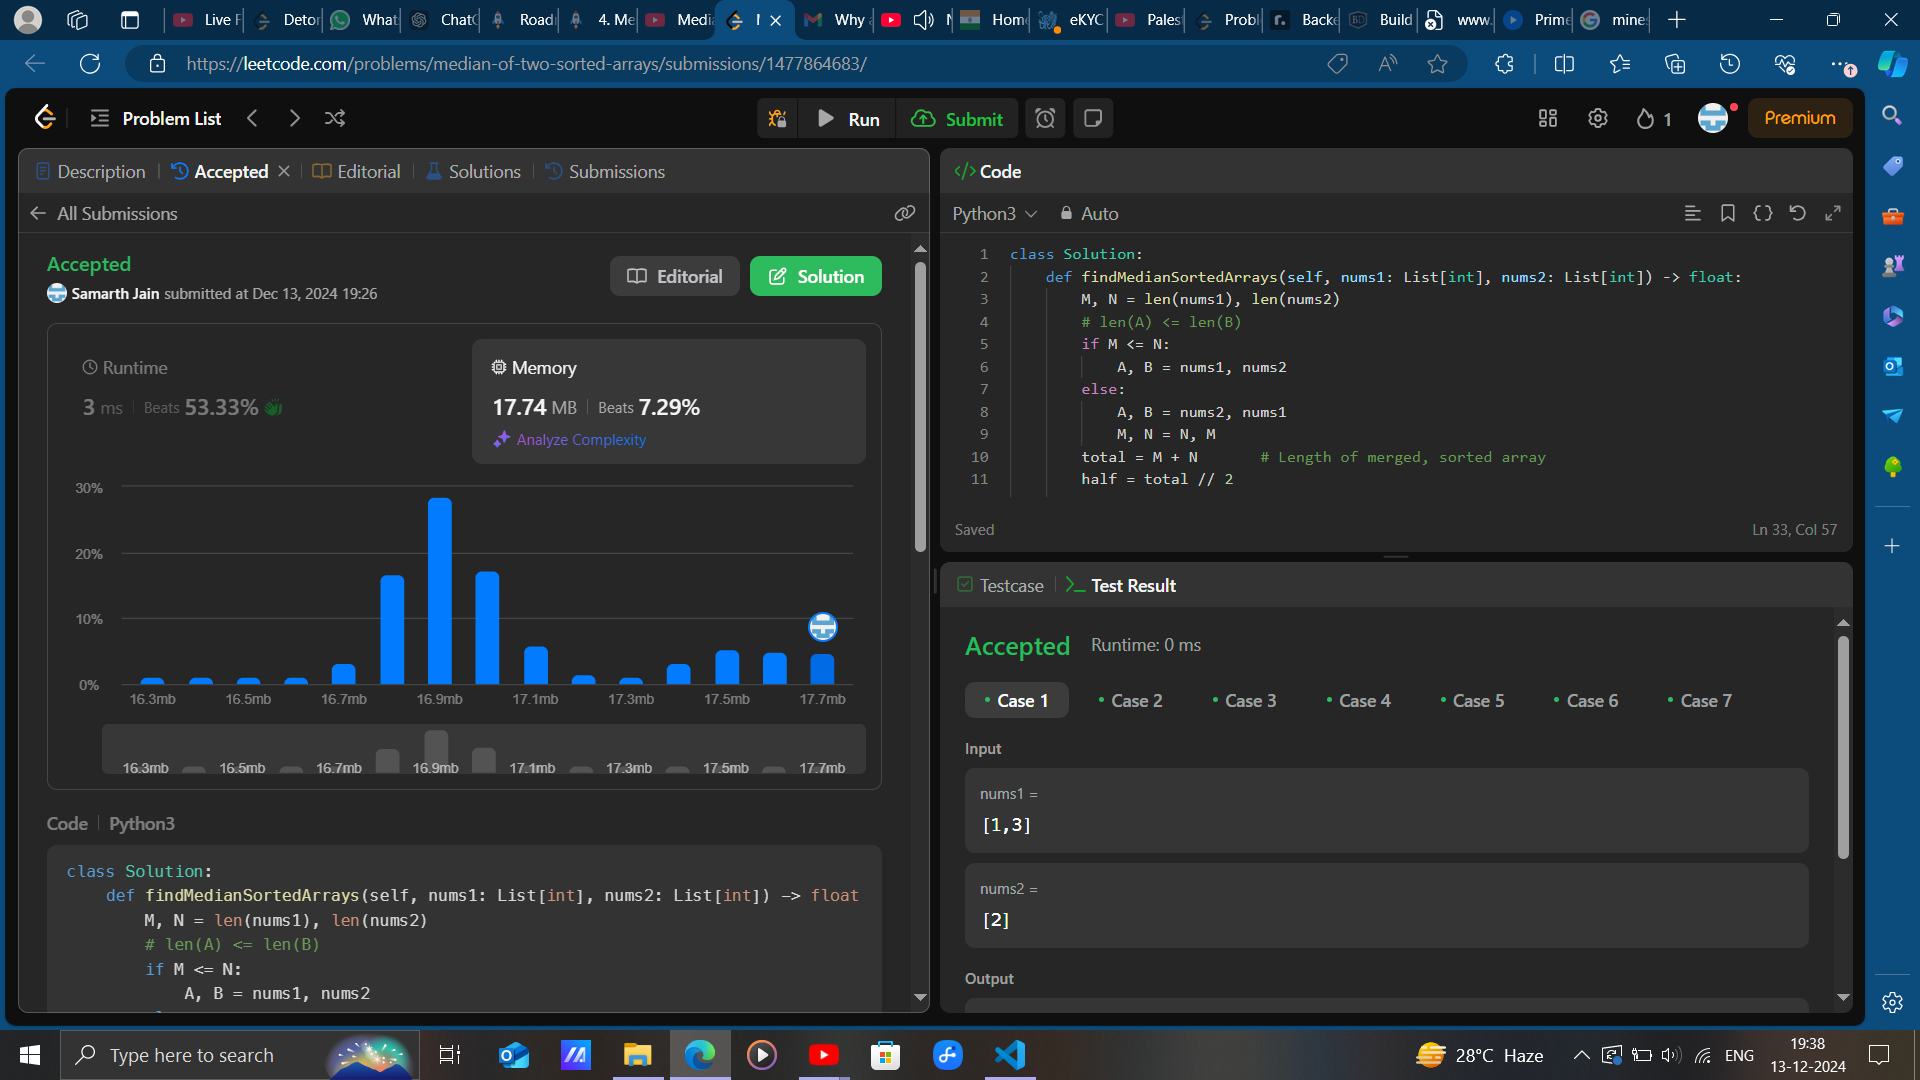 Live F
Deton
What
ChatG
Roadr
4. Me
Media
M
Why
N
Home
eKYC
Palest
Probl
Backe
Build
www.
Prime
mines
https://leetcode.com/problems/median-of-two-sorted-arrays/submissions/1477864683/
Problem List
Run
Submit
1
Premium
Description
Accepted
Editorial
Solutions
Submissions
All Submissions
Accepted
Samarth Jain submitted at Dec 13, 2024 19:26
Editorial
Solution
Runtime
3 ms
Beats 53.33%
Memory
17.74 MB
Beats 7.29%
Analyze Complexity
30%
20%
10%
0%
16.3mb 16.5mb 16.7mb 16.9mb 17.1mb 17.3mb 17.5mb 17.7mb
16.3mb 16.5mb 16.7mb 16.9mb 17.1mb 17.3mb 17.5mb 17.7mb
Code
Python3
class Solution:
def findMedianSortedArrays(self, nums1: List[int], nums2: List[int]) -> float
M, N = len(nums1), len(nums2)
# len(A) <= len(B)
if M <= N:
A, B = nums1, nums2
</> Code
Python3
Auto
1 class Solution:
2 def findMedianSortedArrays(self, nums1: List[int], nums2: List[int]) -> float:
3 M, N = len(nums1), len(nums2)
4 # len(A) <= len(B)
5 if M <= N:
6 A, B = nums1, nums2
7 else:
8 A, B = nums2, nums1
9 M, N = N, M
10 total = M + N # Length of merged, sorted array
11 half = total // 2
Saved
Ln 33, Col 57
Testcase
Test Result
Accepted
Runtime: 0 ms
Case 1
Case 2
Case 3
Case 4
Case 5
Case 6
Case 7
Input
nums1 =
[1,3]
nums2 =
[2]
Output
Type here to search
28°C Haze
ENG
19:38
13-12-2024